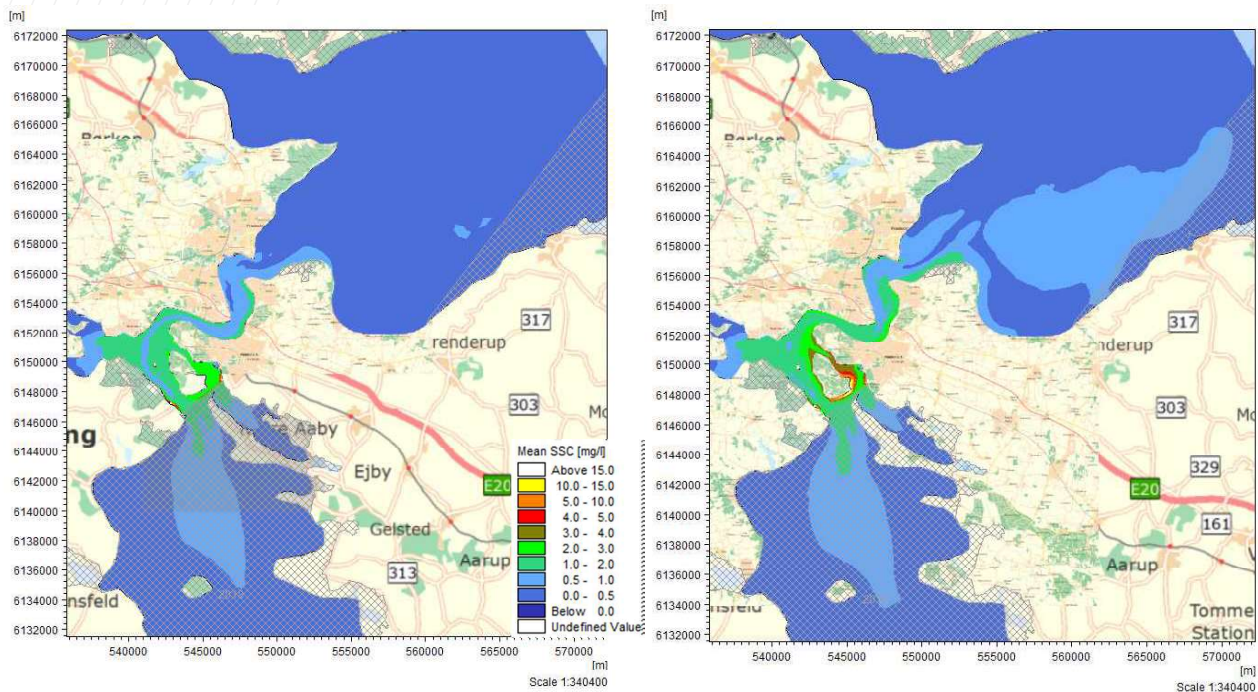 [m]
6172000
6170000
6168000
6166000
6164000
6162000
6160000
6158000
6156000
6154000
6152000
6150000
6148000
6146000
6144000
6142000
6140000
6138000
6136000
6134000
6132000
317
renderup
303
Aaby
ng
Ejby
E20
Gelsted
Aarup
313
nsfeld
Mean SSC [mg/l]
Above 15.0
10.0 - 15.0
5.0 - 10.0
4.0 - 5.0
3.0 - 4.0
2.0 - 3.0
1.0 - 2.0
0.5 - 1.0
0.0 - 0.5
Below 0.0
Undefined Value
540000 545000 550000 555000 560000 565000 570000
[m]
Scale 1:340400
[m]
6172000
6170000
6168000
6166000
6164000
6162000
6160000
6158000
6156000
6154000
6152000
6150000
6148000
6146000
6144000
6142000
6140000
6138000
6136000
6134000
6132000
317
nderup
303
Mo
329
E20
161
Aarup
nsfeld
Tomme
Station
540000 545000 550000 555000 560000 565000 570000
[m]
Scale 1:340400